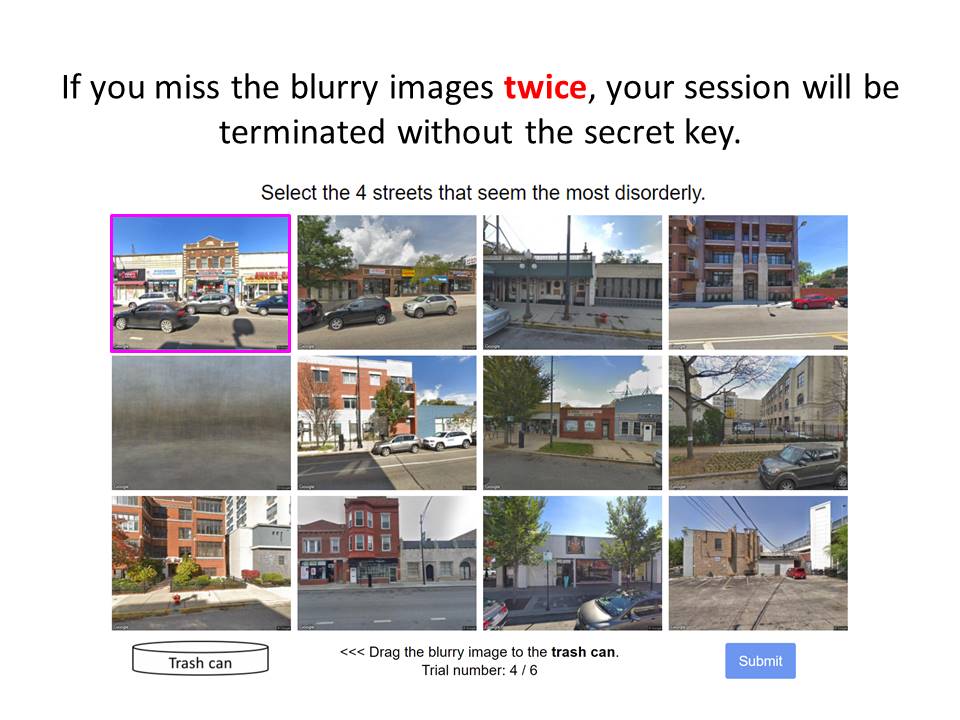 If you miss the blurry images twice, your session will be
terminated without the secret key.
Select the 4 streets that seem the most disorderly.
Trash can
<<< Drag the blurry image to the trash can.
Trial number: 4 / 6
Submit